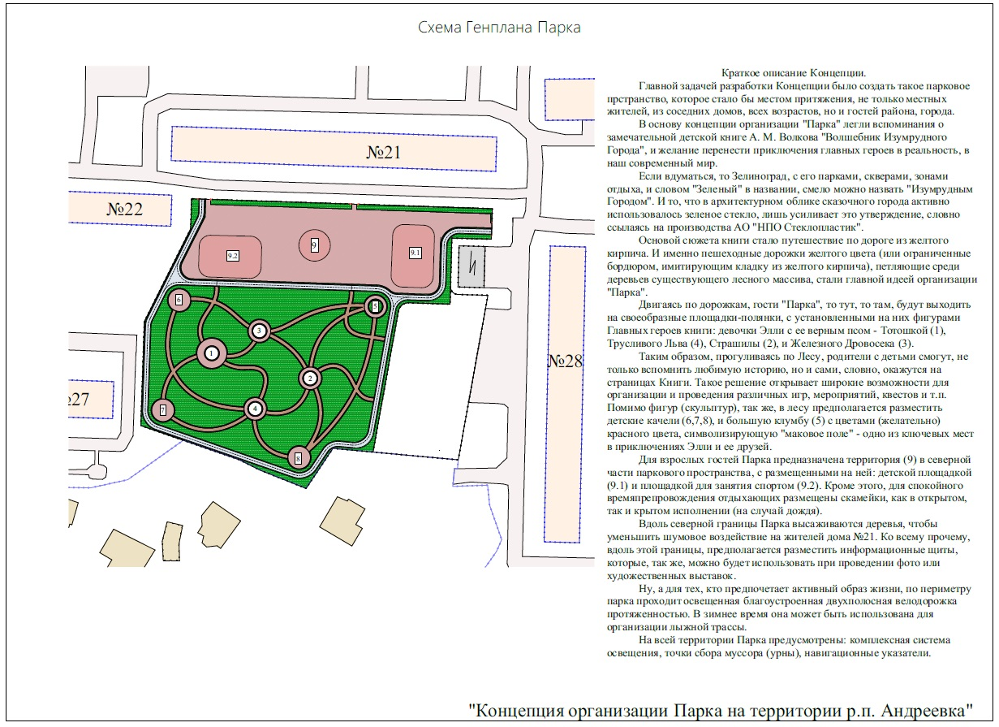 Схема Генплана Парка
Краткое описание Концепции.
Главной задачей разработки Концепции было создать такое парковое
прстранство, которое стало бы местом притяжения, не только местных
жителей, из соседних домов, всех возрастов, но и гостей района, города.
В основу концепции организации "Парка" легли вспоминания о
замечательной детской книге А. М. Волкова "Волшебник Изумрудного
Города", и желание перенести приключения главных героев в реальность, в
наш современный мир.
Если вдуматься, то Зелиноград, с его парками, скверами, зонами
отдыха, и словом "Зеленый" в названии, смело можно назвать "Изумрудным
Городом". И то, что в архитектурном облике сказочного города активно
использовалось зеленое стекло, лишь усиливает это утверждение, словно
ссылаясь на производства АО "НПО Стеклопластик".
Основой сюжета книги стало путешествие по дороге из желтого
кирпича. И именно пешеходные дорожки желтого цвета (или ограниченные
бордюром, имитирующим кладку из желтого кирпича), петляющие среди
деревьев существующего лесного массива, стали главной идеей организации
"Парка".
Двигаясь по дорожкам, гости "Парка", то тут, то там, будут выходить
на своеобразные площадки-полянки, с установленными на них фигурами
Главных героев книги: девочки Элли с ее верным псом - Тотошкой (1),
Трусливого Льва (4), Страшилы (2), и Железного Дровосека (3).
Таким образом, прогуливаясь по Лесу, родители с детьми смогут, не
только вспомнить любимую историю, но и сами, словно, окажутся на
страницах Книги. Такое решение открывает широкие возможности для
организации и проведения различных игр, мероприятий, квестов и т.п.
Помимо фигур (скульптур), так же, в лесу предполагается разместить
детские качели (6,7,8), и большую клумбу (5) с цветами (желательно)
красного цвета, символизирующую "маковое поле" - одно из ключевых мест
в приключениях Элли и ее друзей.
Для взрослых гостей Парка предназначена территория (9) в северной
части паркового пространства, с размещенными на ней: детской площадкой
(9.1) и площадкой для занятия спортом (9.2). Кроме этого, для спокойного
времяпрепровождения отдыхающих размещены скамейки, как в открытом,
так и крытом исполнении (на случай дождя).
Вдоль северной границы Парка высаживаются деревья, чтобы
уменьшить шумовое воздействие на жителей дома №21. Ко всему прочему,
вдоль этой границы, предполагается разместить информационные щиты,
которые, так же, можно будет использовать при проведении фото или
художественных выставок.
Ну, а для тех, кто предпочетает активный образ жизни, по периметру
парка проходит освещенная благоустроенная двухполосная велодорожка
протяженностью. В зимнее время она может быть использована для
организации лыжной трассы.
На всей территории Парка предусмотрены: комплексная система
освещения, точки сбора муссора (урны), навигационные указатели.
№21
№22
9
9.2
9.1
6
5
3
1
№28
2
№27
7
4
8
"Концепция организации Парка на территории р.п. Андреевка"